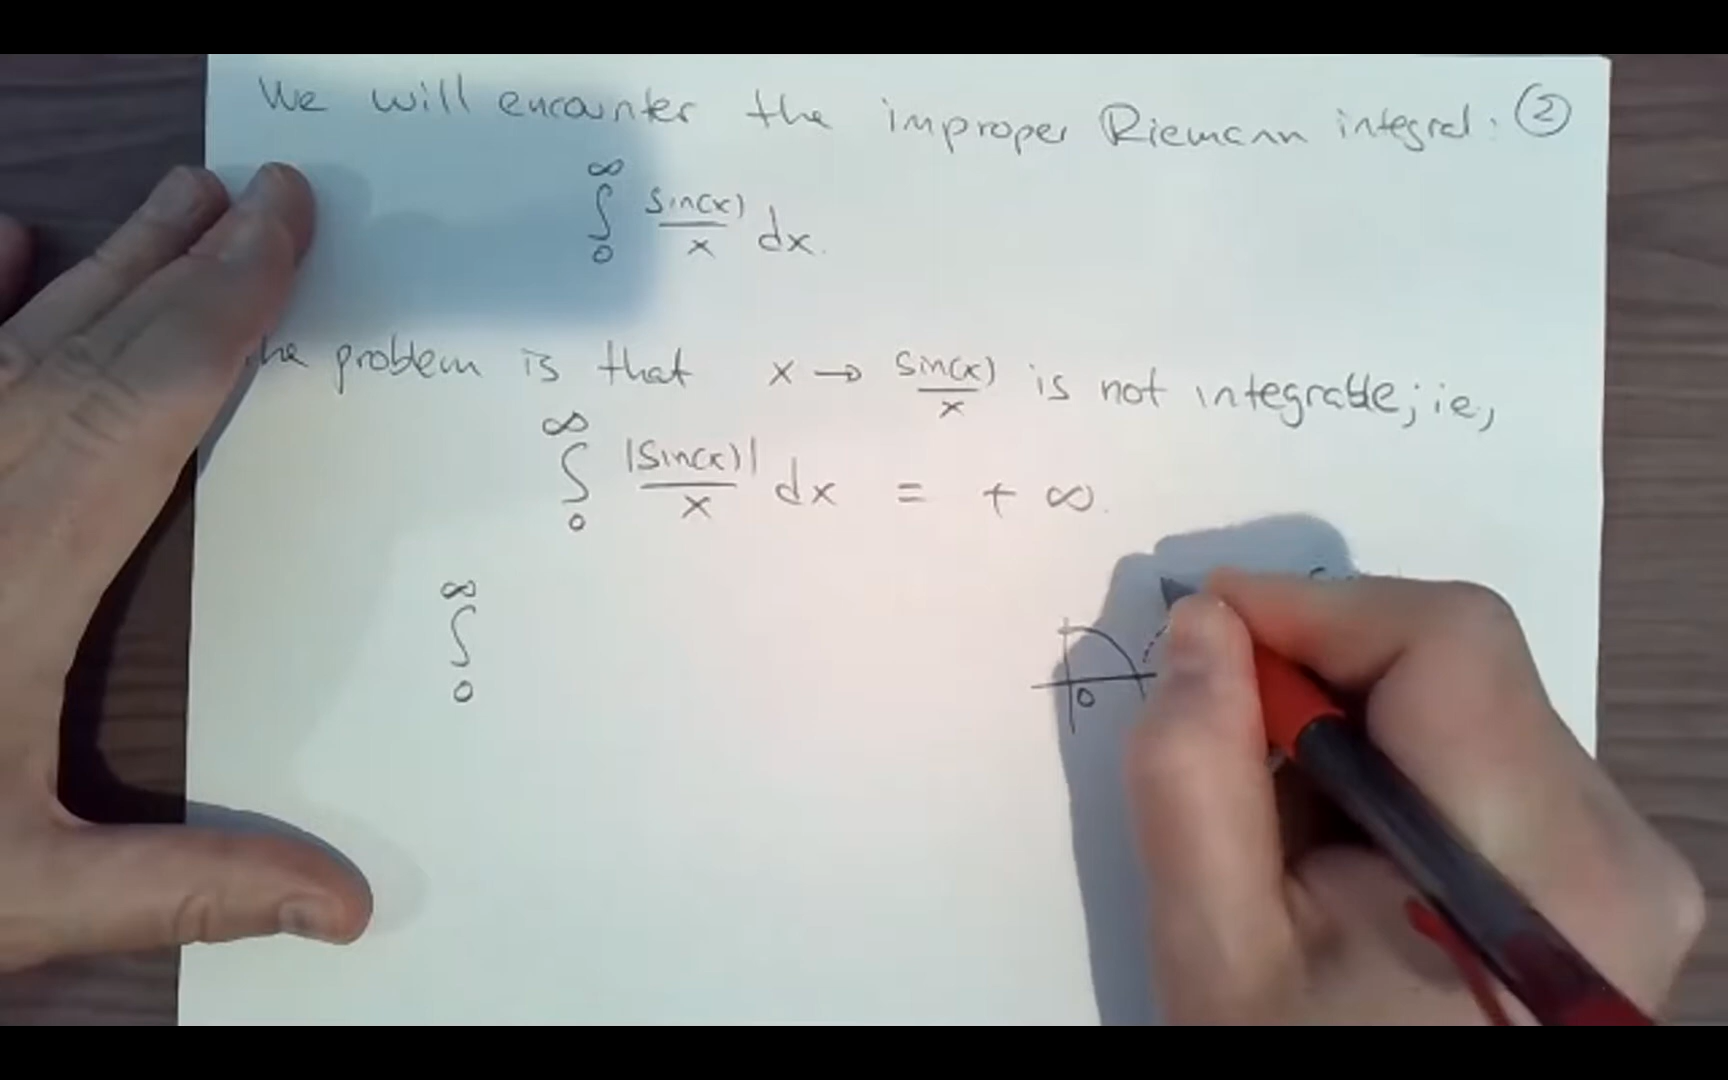 We will encounter the improper Riemann integral: ②
∞
∫ sin(x)/x dx.
0
problem is that x → sin(x)/x is not integrable; ie,
∞
∫ |sin(x)|/x dx = + ∞.
0
∞
∫
0
0